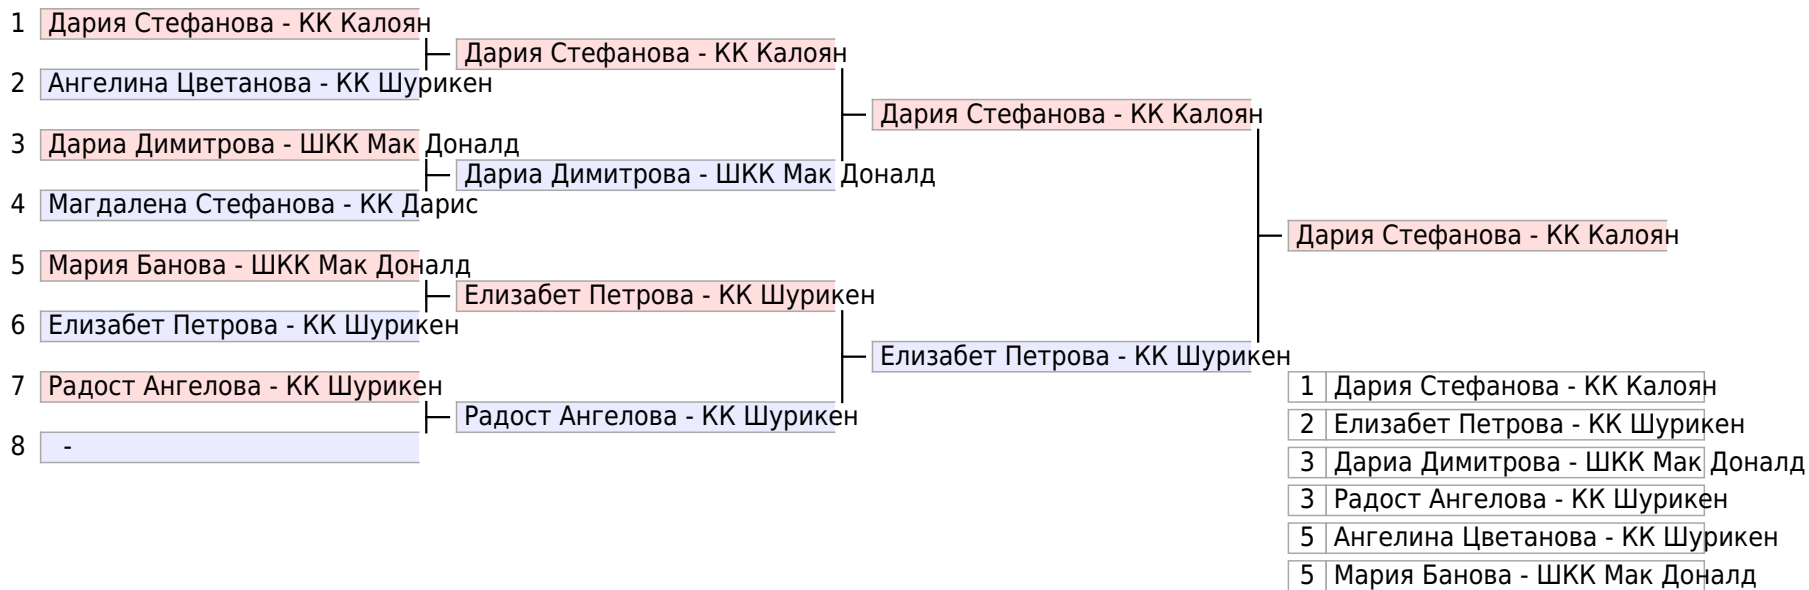 1 Дария Стефанова - КК Калоян
Дария Стефанова - КК Калоян
2 Ангелина Цветанова - КК Шурикен
Дария Стефанова - КК Калоян
3 Дариа Димитрова - ШКК Мак Доналд
Дариа Димитрова - ШКК Мак Доналд
4 Магдалена Стефанова - КК Дарис
Дария Стефанова - КК Калоян
5 Мария Банова - ШКК Мак Доналд
Елизабет Петрова - КК Шурикен
6 Елизабет Петрова - КК Шурикен
Елизабет Петрова - КК Шурикен
7 Радост Ангелова - КК Шурикен
Радост Ангелова - КК Шурикен
8 -
1 Дария Стефанова - КК Калоян
2 Елизабет Петрова - КК Шурикен
3 Дариа Димитрова - ШКК Мак Доналд
3 Радост Ангелова - КК Шурикен
5 Ангелина Цветанова - КК Шурикен
5 Мария Банова - ШКК Мак Доналд